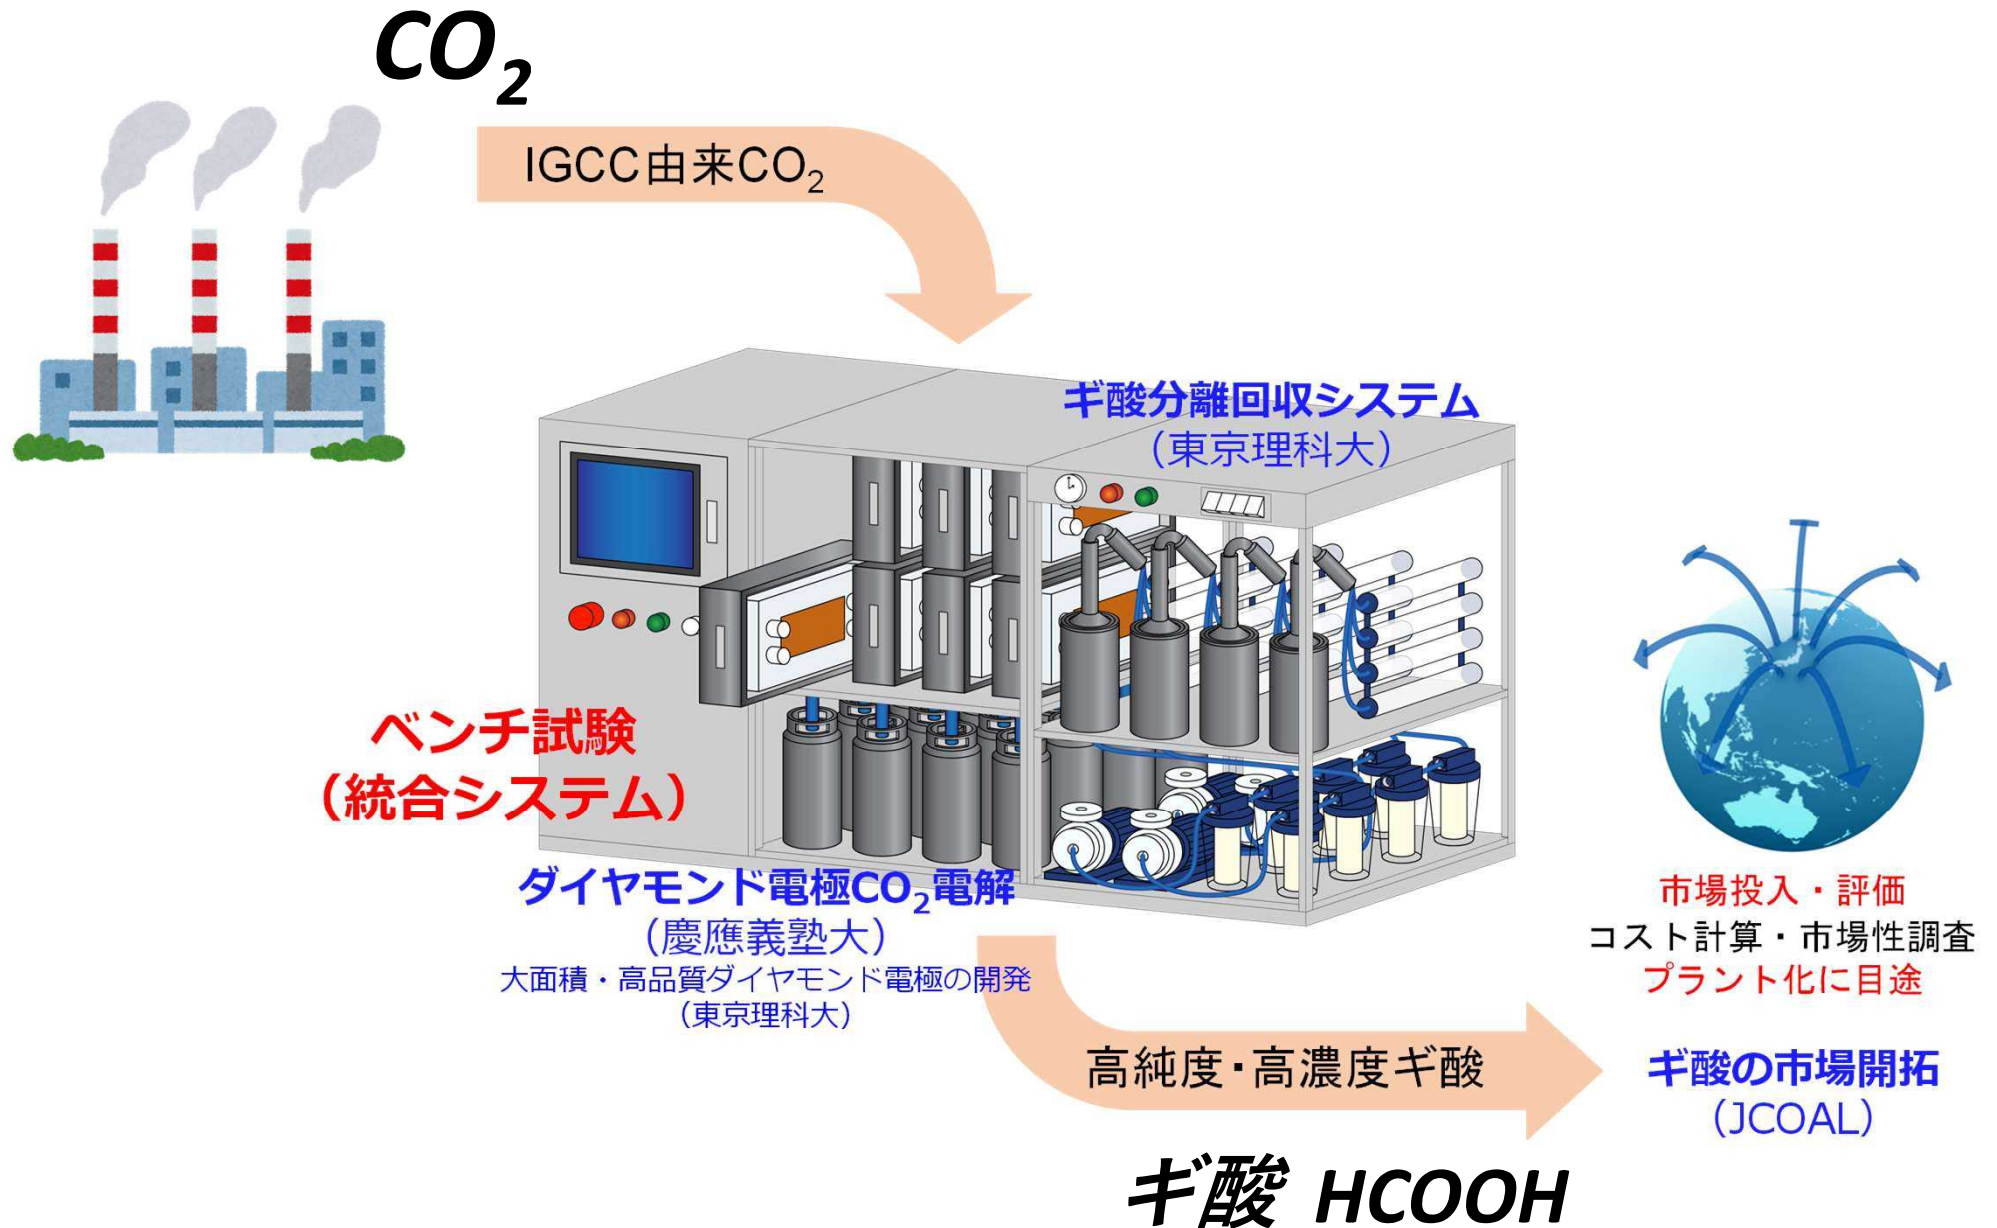 CO₂
IGCC由来CO₂
ギ酸分離回収システム
（東京理科大）
ベンチ試験
（統合システム）
ダイヤモンド電極CO₂電解
（慶應義塾大）
大面積・高品質ダイヤモンド電極の開発
（東京理科大）
市場投入・評価
コスト計算・市場性調査
プラント化に目途
高純度・高濃度ギ酸
ギ酸の市場開拓
（JCOAL）
ギ酸 HCOOH